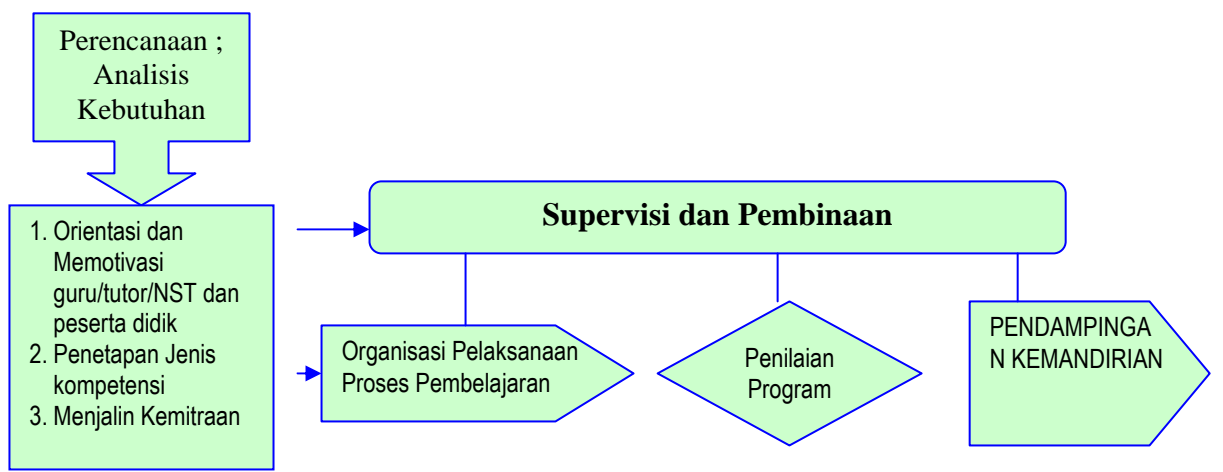 Perencanaan ;
Analisis
Kebutuhan
1. Orientasi dan
Memotivasi
guru/tutor/NST dan
peserta didik
2. Penetapan Jenis
kompetensi
3. Menjalin Kemitraan
Supervisi dan Pembinaan
Organisasi Pelaksanaan
Proses Pembelajaran
Penilaian
Program
PENDAMPINGA
N KEMANDIRIAN